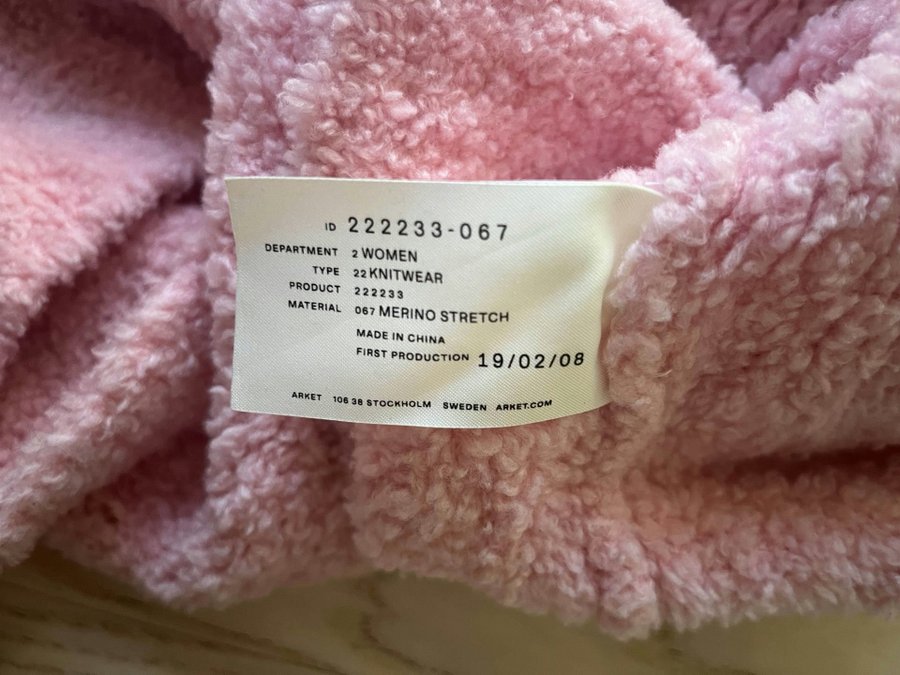 ID 222233-067
DEPARTMENT 2 WOMEN
TYPE 22 KNITWEAR
PRODUCT 222233
MATERIAL 067 MERINO STRETCH
MADE IN CHINA
FIRST PRODUCTION 19/02/08
ARKET 106 38 STOCKHOLM SWEDEN ARKET.COM